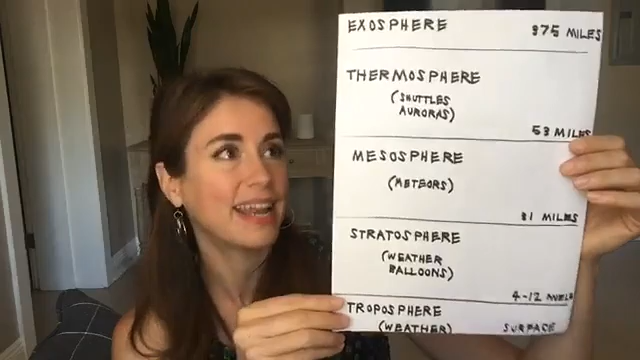 EXOSPHERE
375 MILES
THERMOSPHERE
(SHUTTLES
AURORAS)
53 MILES
MESOSPHERE
(METEORS)
31 MILES
STRATOSPHERE
(WEATHER
BALLOONS)
4-12 MILES
TROPOSPHERE
(WEATHER)
SURFACE